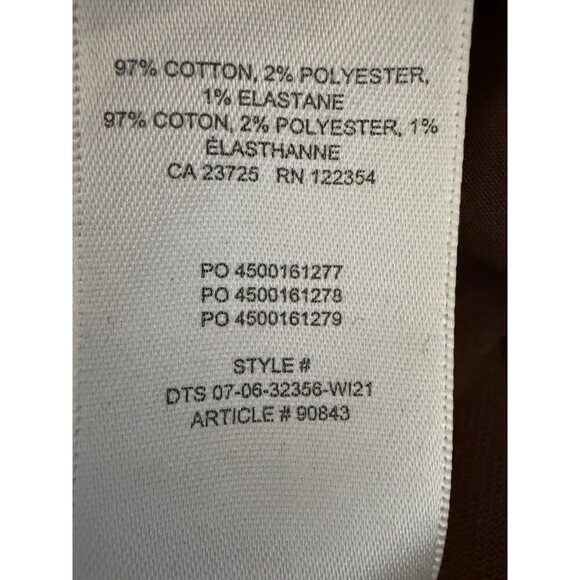 97% COTTON, 2% POLYESTER,
1% ELASTANE
97% COTON, 2% POLYESTER, 1%
ÉLASTHANNE
CA 23725 RN 122354
PO 4500161277
PO 4500161278
PO 4500161279
STYLE #
DTS 07-06-32356-WI21
ARTICLE # 90843